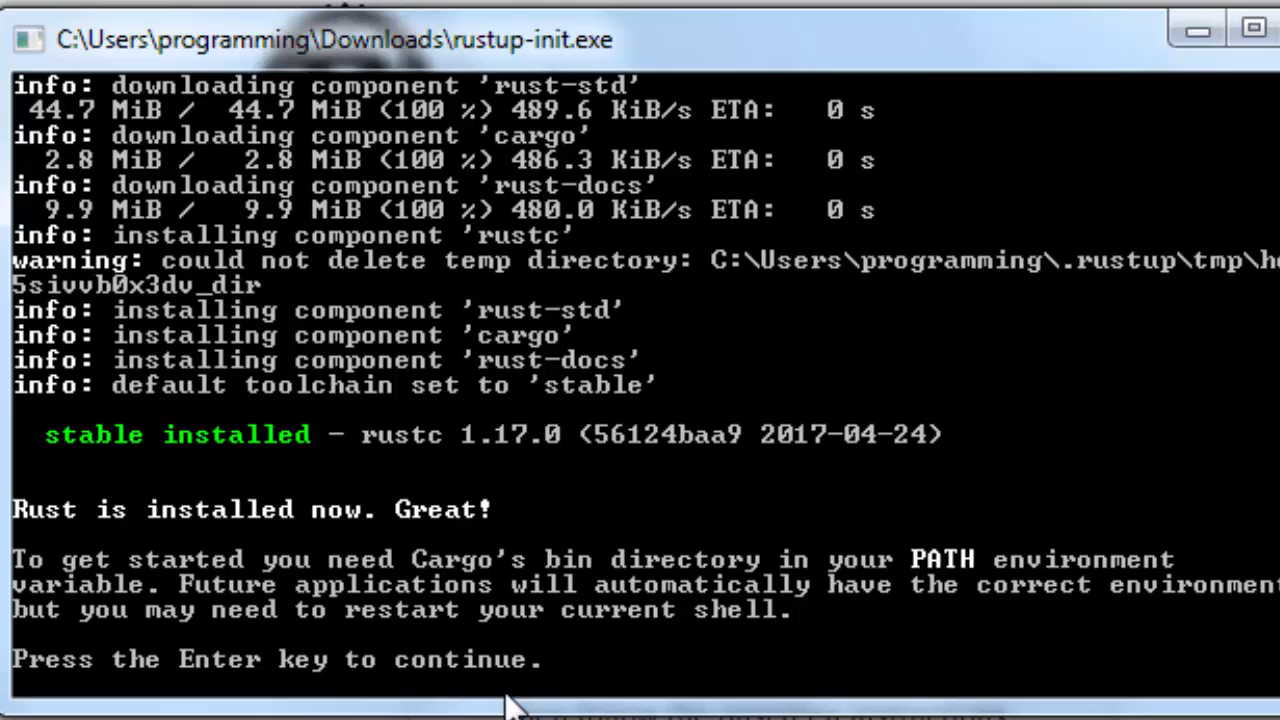 C:\Users\programming\Downloads\rustup-init.exe
info: downloading component 'rust-std'
44.7 MiB / 44.7 MiB (100 %) 489.6 KiB/s ETA: 0 s
info: downloading component 'cargo'
2.8 MiB / 2.8 MiB (100 %) 486.3 KiB/s ETA: 0 s
info: downloading component 'rust-docs'
9.9 MiB / 9.9 MiB (100 %) 480.0 KiB/s ETA: 0 s
info: installing component 'rustc'
warning: could not delete temp directory: C:\Users\programming\.rustup\tmp\h
5sivvb0x3dv_dir
info: installing component 'rust-std'
info: installing component 'cargo'
info: installing component 'rust-docs'
info: default toolchain set to 'stable'
stable installed - rustc 1.17.0 (56124baa9 2017-04-24)
Rust is installed now. Great!
To get started you need Cargo's bin directory in your PATH environment
variable. Future applications will automatically have the correct environment
but you may need to restart your current shell.
Press the Enter key to continue.